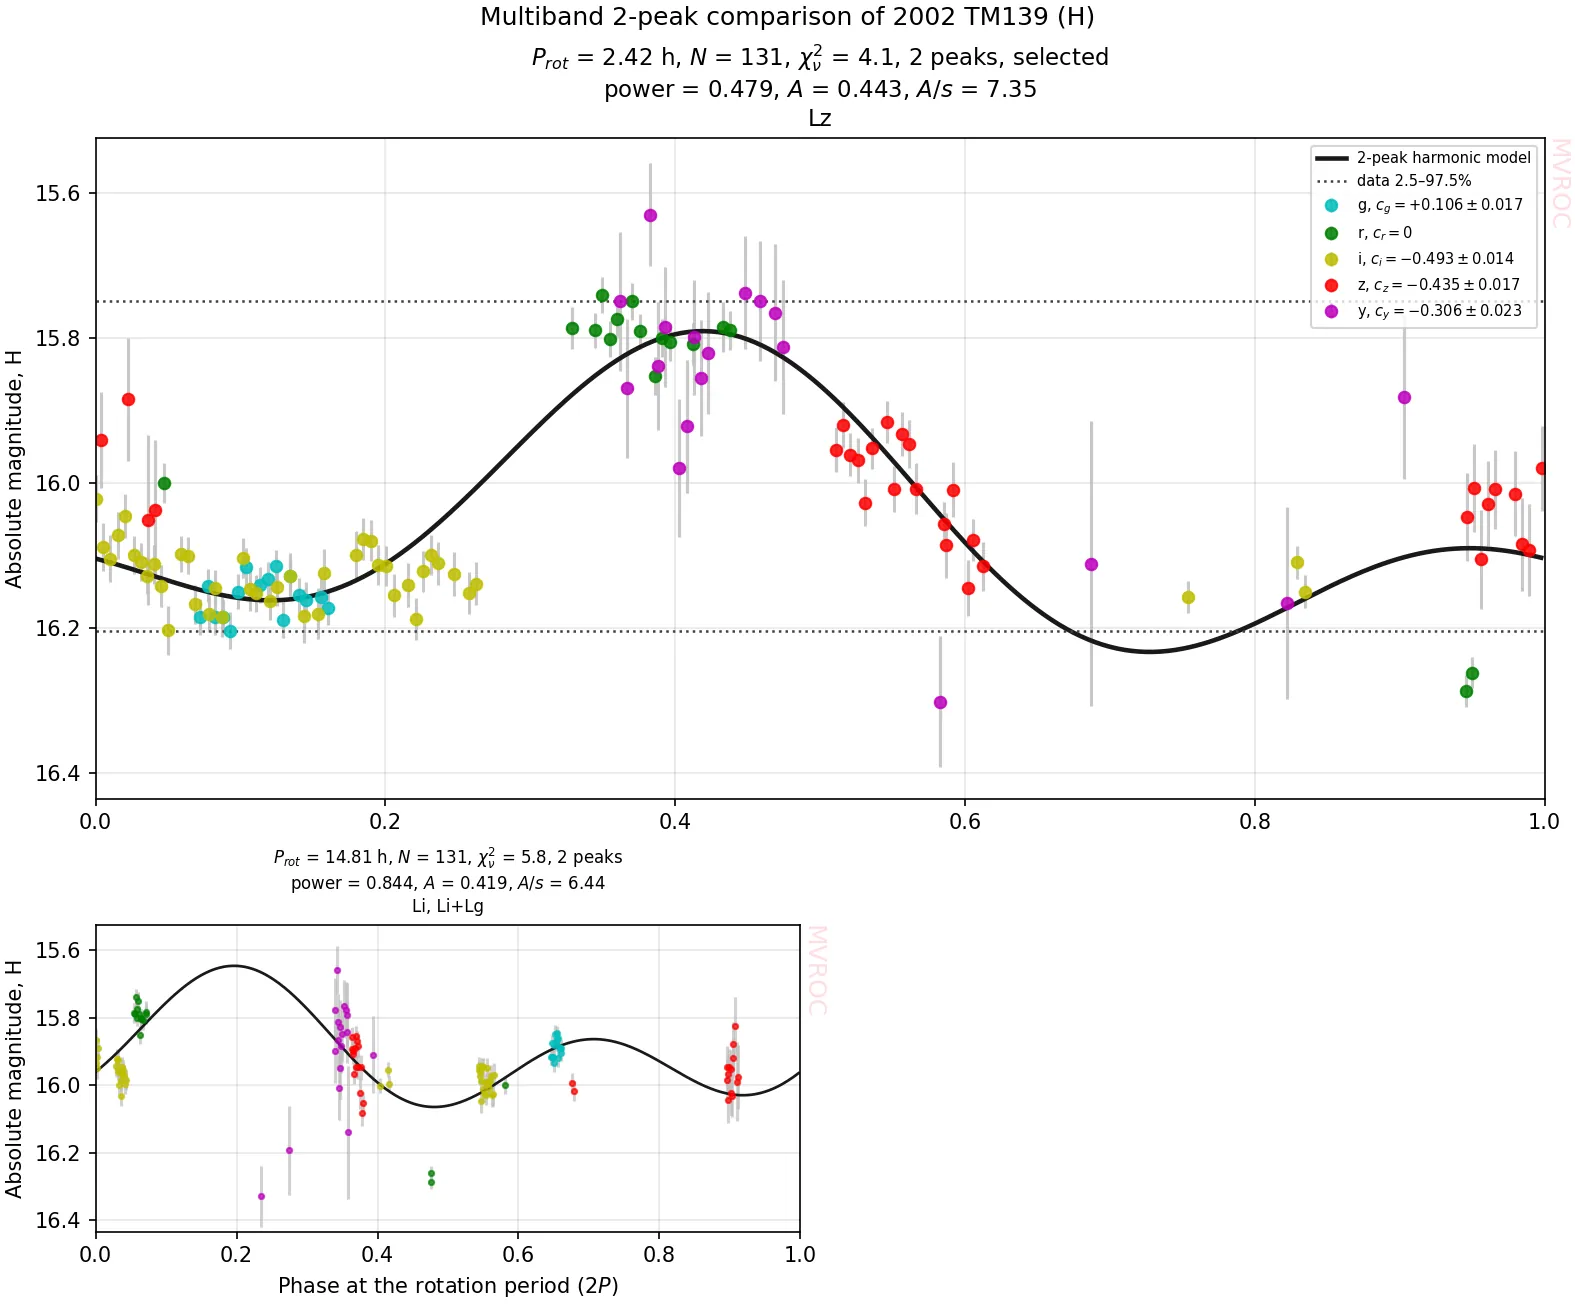 Multiband 2-peak comparison of 2002 TM139 (H)
P_rot = 2.42 h, N = 131, χ²_ν = 4.1, 2 peaks, selected
power = 0.479, A = 0.443, A/s = 7.35
Lz
2-peak harmonic model
data 2.5–97.5%
g, c_g = +0.106 ± 0.017
r, c_r = 0
i, c_i = −0.493 ± 0.014
z, c_z = −0.435 ± 0.017
y, c_y = −0.306 ± 0.023
MVROC
Absolute magnitude, H
15.6
15.8
16.0
16.2
16.4
0.0 0.2 0.4 0.6 0.8 1.0
P_rot = 14.81 h, N = 131, χ²_ν = 5.8, 2 peaks
power = 0.844, A = 0.419, A/s = 6.44
Li, Li+Lg
MVROC
Absolute magnitude, H
15.6
15.8
16.0
16.2
16.4
0.0 0.2 0.4 0.6 0.8 1.0
Phase at the rotation period (2P)